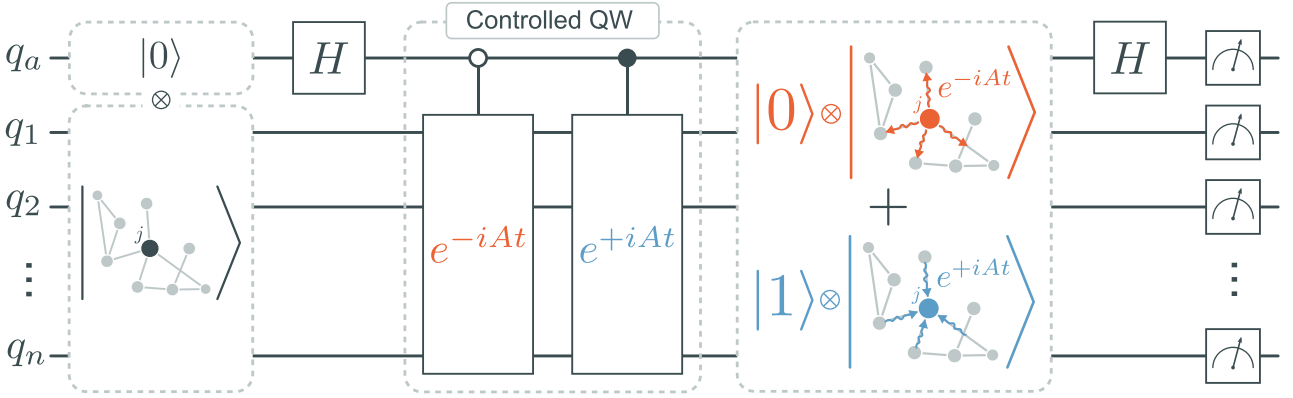 Controlled QW
q_a |0⟩ H H
⊗
q_1
q_2
⋮
q_n
| j ⟩
e^{-iAt} e^{+iAt}
|0⟩ ⊗ | j e^{-iAt} ⟩
+
|1⟩ ⊗ | j e^{+iAt} ⟩
⋮